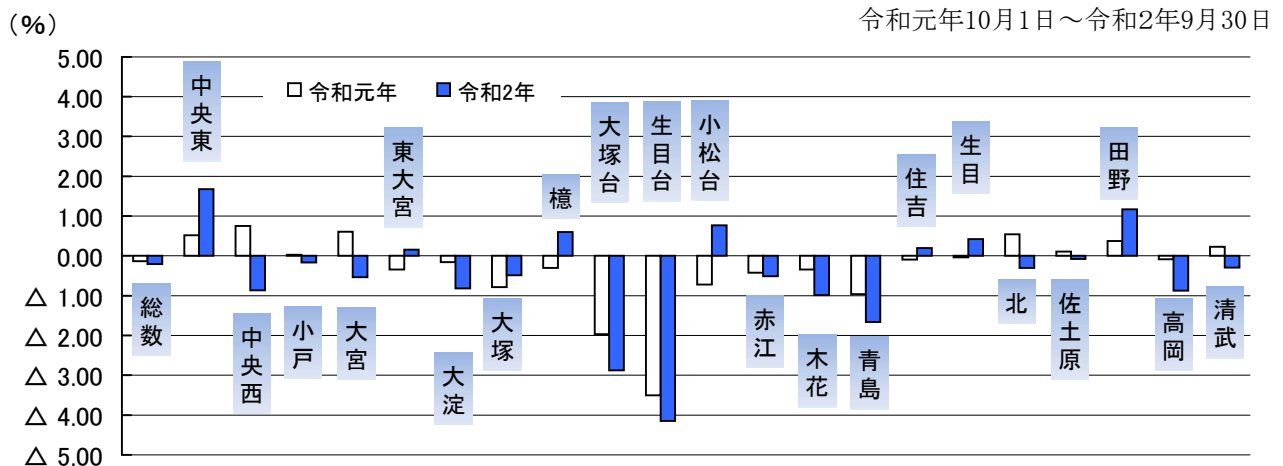 (%)
令和元年10月1日～令和2年9月30日
5.00
4.00
3.00
2.00
1.00
0.00
△ 1.00
△ 2.00
△ 3.00
△ 4.00
△ 5.00
令和元年
令和2年
総数
中央東
中央西
小戸
大宮
東大宮
大淀
大塚
檍
大塚台
生目台
小松台
赤江
木花
青島
住吉
生目
北
佐土原
田野
高岡
清武